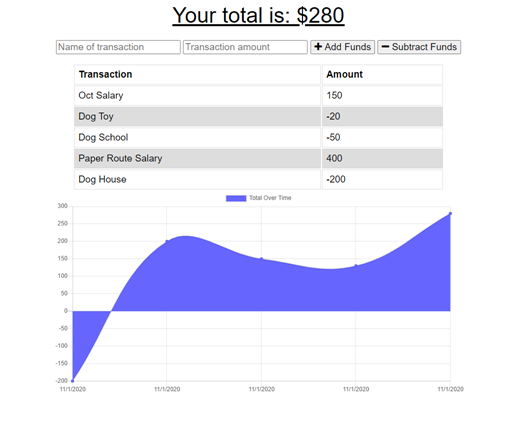 Your total is: $280
Name of transaction Transaction amount + Add Funds − Subtract Funds
Transaction Amount
Oct Salary 150
Dog Toy -20
Dog School -50
Paper Route Salary 400
Dog House -200
Total Over Time
300
250
200
150
100
50
0
-50
-100
-150
-200
11/1/2020 11/1/2020 11/1/2020 11/1/2020 11/1/2020